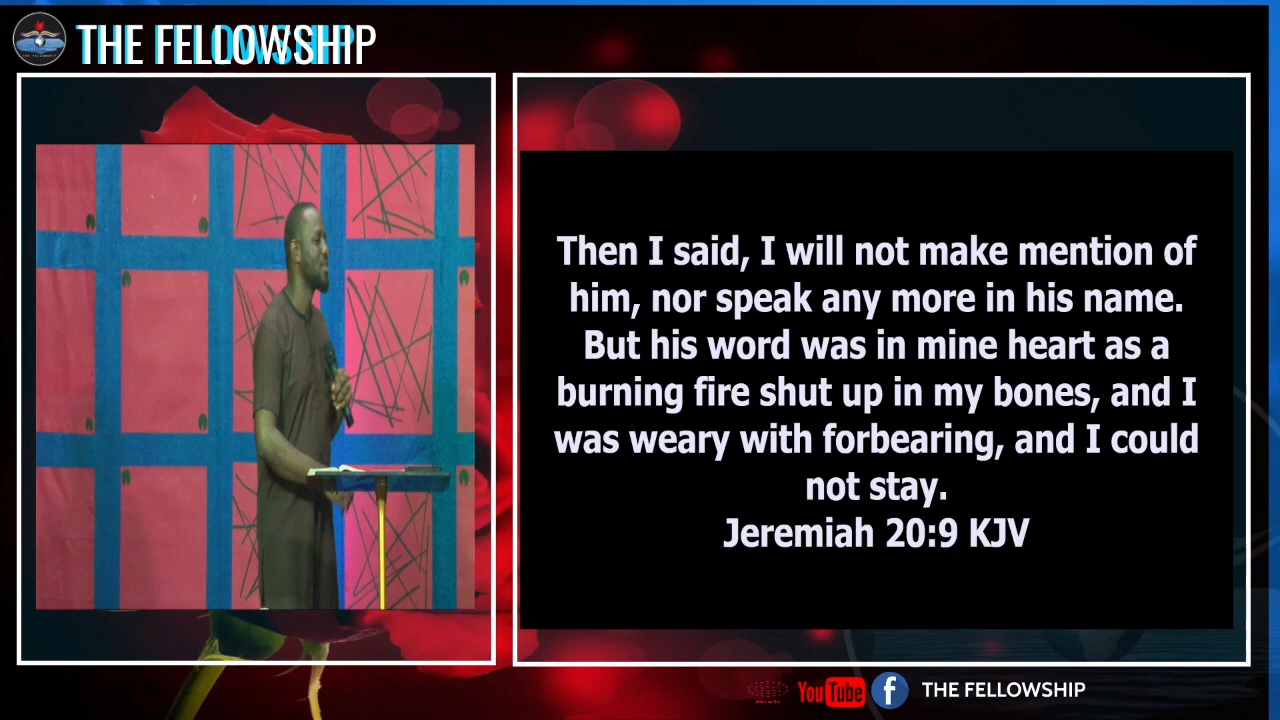 THE FELLOWSHIP
Then I said, I will not make mention of
him, nor speak any more in his name.
But his word was in mine heart as a
burning fire shut up in my bones, and I
was weary with forbearing, and I could
not stay.
Jeremiah 20:9 KJV
YouTube f THE FELLOWSHIP